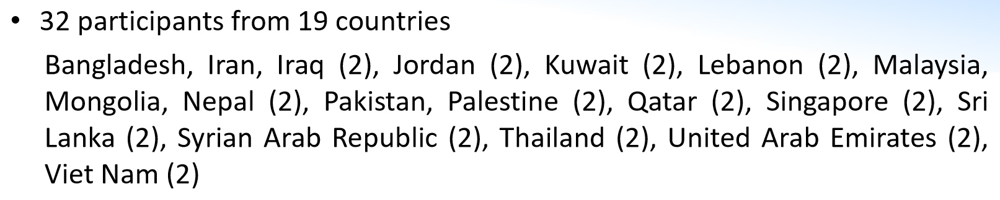 • 32 participants from 19 countries
Bangladesh, Iran, Iraq (2), Jordan (2), Kuwait (2), Lebanon (2), Malaysia,
Mongolia, Nepal (2), Pakistan, Palestine (2), Qatar (2), Singapore (2), Sri
Lanka (2), Syrian Arab Republic (2), Thailand (2), United Arab Emirates (2),
Viet Nam (2)